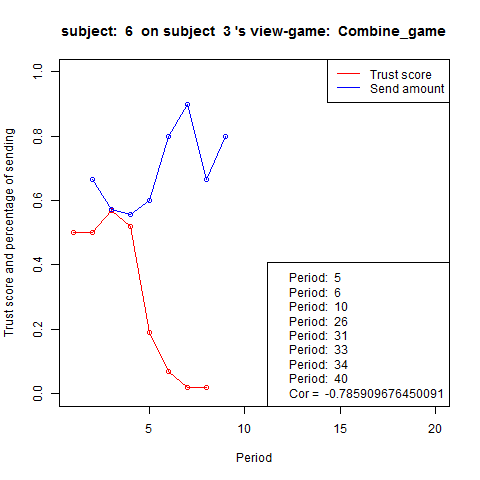 subject:  6  on subject  3 's view-game:  Combine_game
Trust score
Send amount
Trust score and percentage of sending
1.0
0.8
0.6
0.4
0.2
0.0
Period:  5
Period:  6
Period:  10
Period:  26
Period:  31
Period:  33
Period:  34
Period:  40
Cor =  -0.785909676450091
5
10
15
20
Period